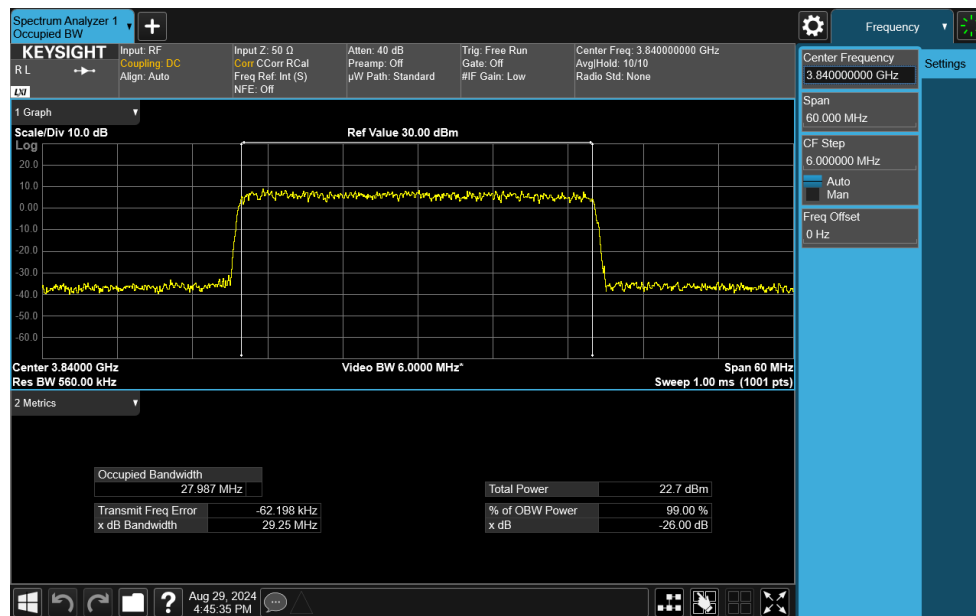 Spectrum Analyzer 1
Occupied BW
+
Frequency
KEYSIGHT
R L
LXI
Input: RF
Coupling: DC
Align: Auto
Input Z: 50 Ω
Corr CCorr RCal
Freq Ref: Int (S)
NFE: Off
Atten: 40 dB
Preamp: Off
µW Path: Standard
Trig: Free Run
Gate: Off
#IF Gain: Low
Center Freq: 3.840000000 GHz
Avg|Hold: 10/10
Radio Std: None
Center Frequency
3.840000000 GHz
Settings
Span
60.000 MHz
CF Step
6.000000 MHz
Auto
Man
Freq Offset
0 Hz
1 Graph
Scale/Div 10.0 dB
Ref Value 30.00 dBm
Log
20.0
10.0
0.00
-10.0
-20.0
-30.0
-40.0
-50.0
-60.0
Center 3.84000 GHz
Video BW 6.0000 MHz*
Span 60 MHz
Res BW 560.00 kHz
Sweep 1.00 ms (1001 pts)
2 Metrics
Occupied Bandwidth
27.987 MHz
Total Power 22.7 dBm
Transmit Freq Error -62.198 kHz
% of OBW Power 99.00 %
x dB Bandwidth 29.25 MHz
x dB -26.00 dB
?
Aug 29, 2024
4:45:35 PM